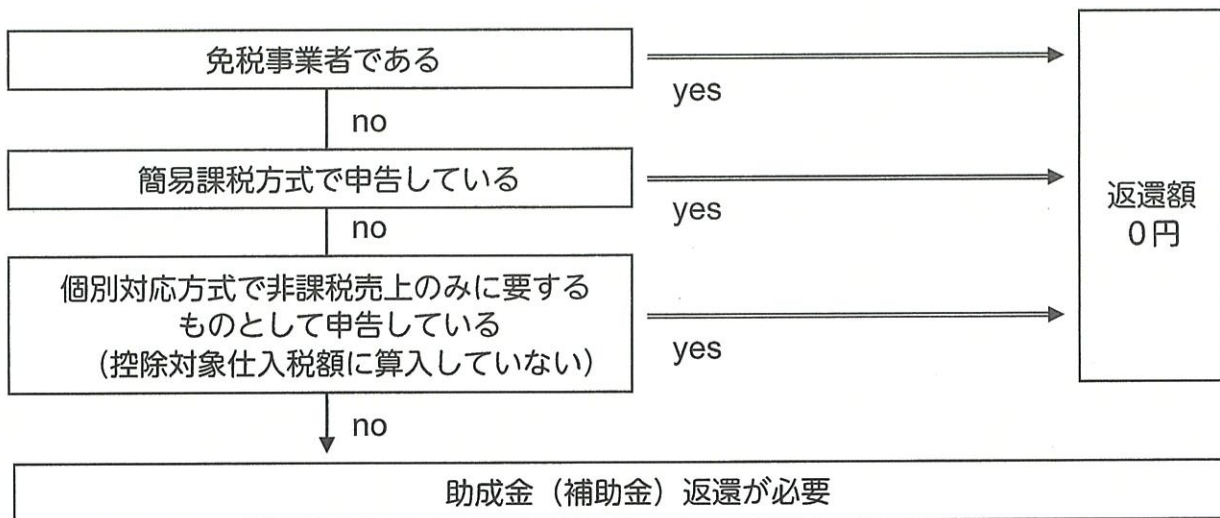 免税事業者である
yes
no
簡易課税方式で申告している
yes
no
返還額
0円
個別対応方式で非課税売上のみに要する
ものとして申告している
(控除対象仕入税額に算入していない)
yes
no
助成金（補助金）返還が必要